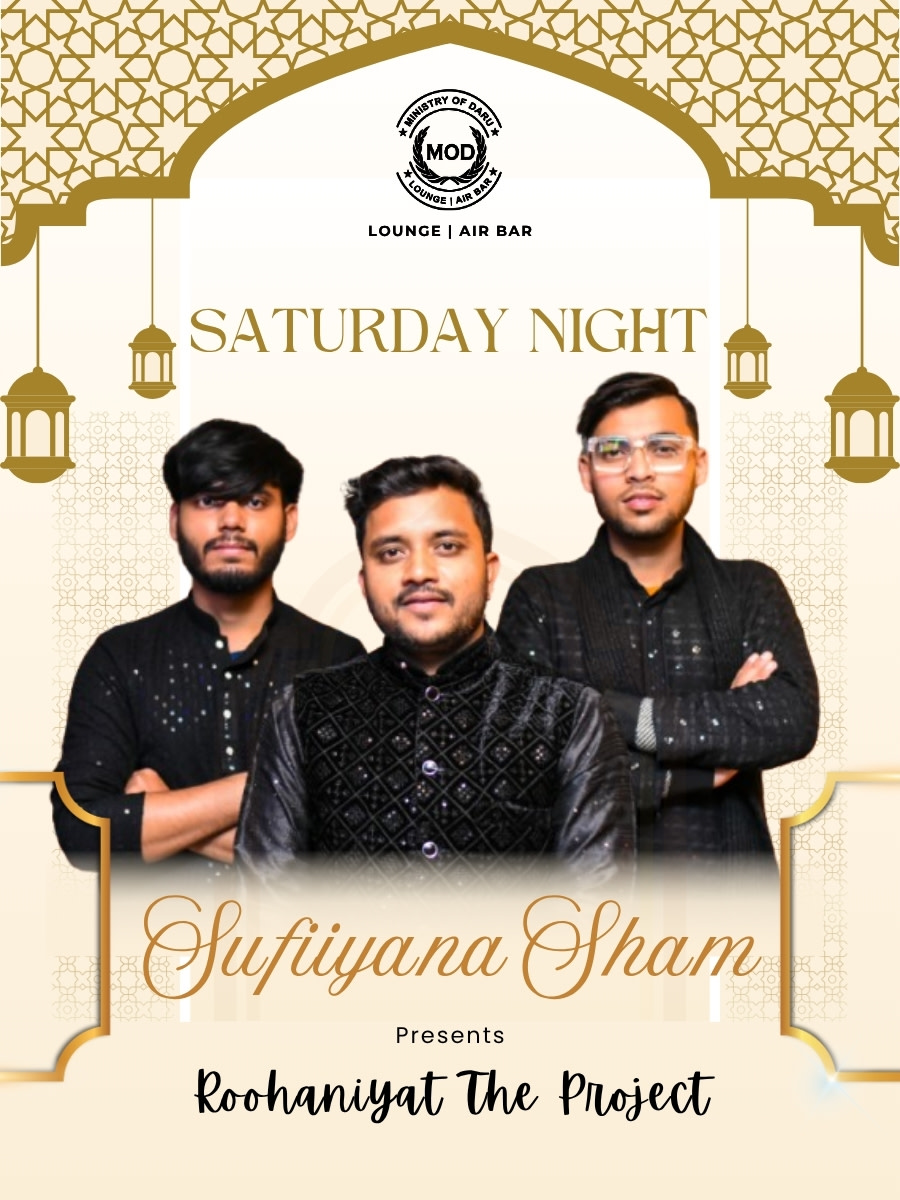 MINISTRY OF DARU
MOD
LOUNGE | AIR BAR
LOUNGE | AIR BAR
SATURDAY NIGHT
Sufiiyana Sham
Presents
Roohaniyat The Project